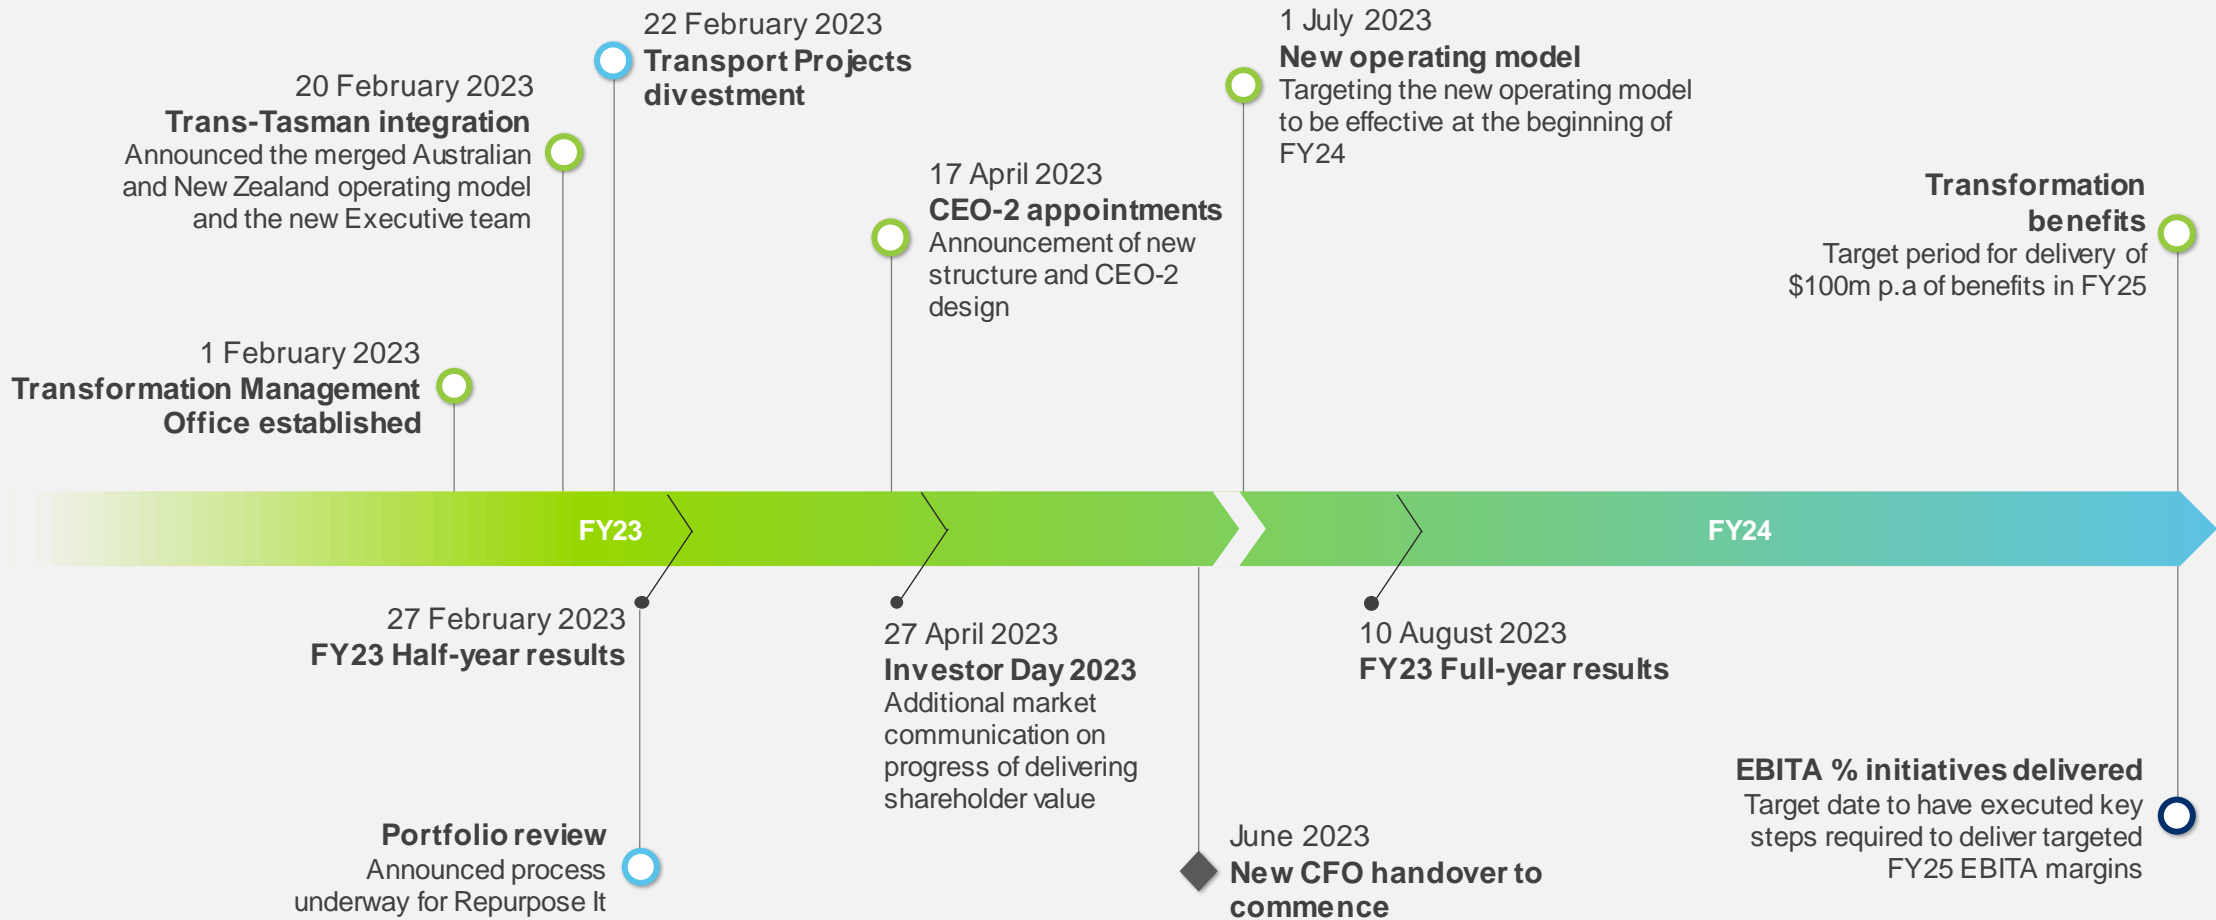 22 February 2023
Transport Projects
divestment
1 July 2023
New operating model
Targeting the new operating model
to be effective at the beginning of
FY24
20 February 2023
Trans-Tasman integration
Announced the merged Australian
and New Zealand operating model
and the new Executive team
17 April 2023
CEO-2 appointments
Announcement of new
structure and CEO-2
design
Transformation
benefits
Target period for delivery of
$100m p.a of benefits in FY25
1 February 2023
Transformation Management
Office established
FY23
FY24
27 February 2023
FY23 Half-year results
27 April 2023
Investor Day 2023
Additional market
communication on
progress of delivering
shareholder value
10 August 2023
FY23 Full-year results
Portfolio review
Announced process
underway for Repurpose It
June 2023
New CFO handover to
commence
EBITA % initiatives delivered
Target date to have executed key
steps required to deliver targeted
FY25 EBITA margins